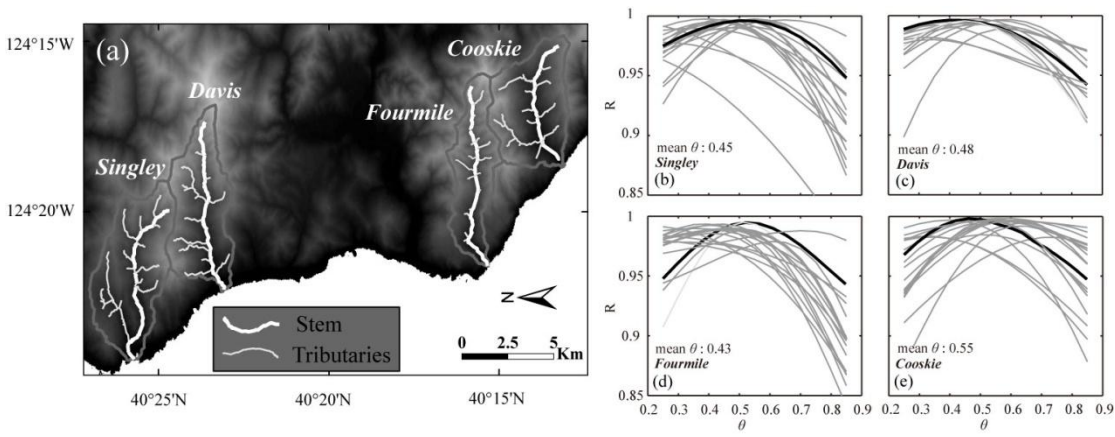 (a)
124°15'W
124°20'W
Cooskie
Davis
Fourmile
Singley
Stem
Tributaries
N
0 2.5 5
Km
40°25'N 40°20'N 40°15'N
1
0.95
0.9
0.85
R
mean θ : 0.45
Singley
(b)
mean θ : 0.48
Davis
(c)
1
0.95
0.9
0.85
R
mean θ : 0.43
Fourmile
(d)
mean θ : 0.55
Cooskie
(e)
0.2 0.3 0.4 0.5 0.6 0.7 0.8 0.9
θ
0.2 0.3 0.4 0.5 0.6 0.7 0.8 0.9
θ